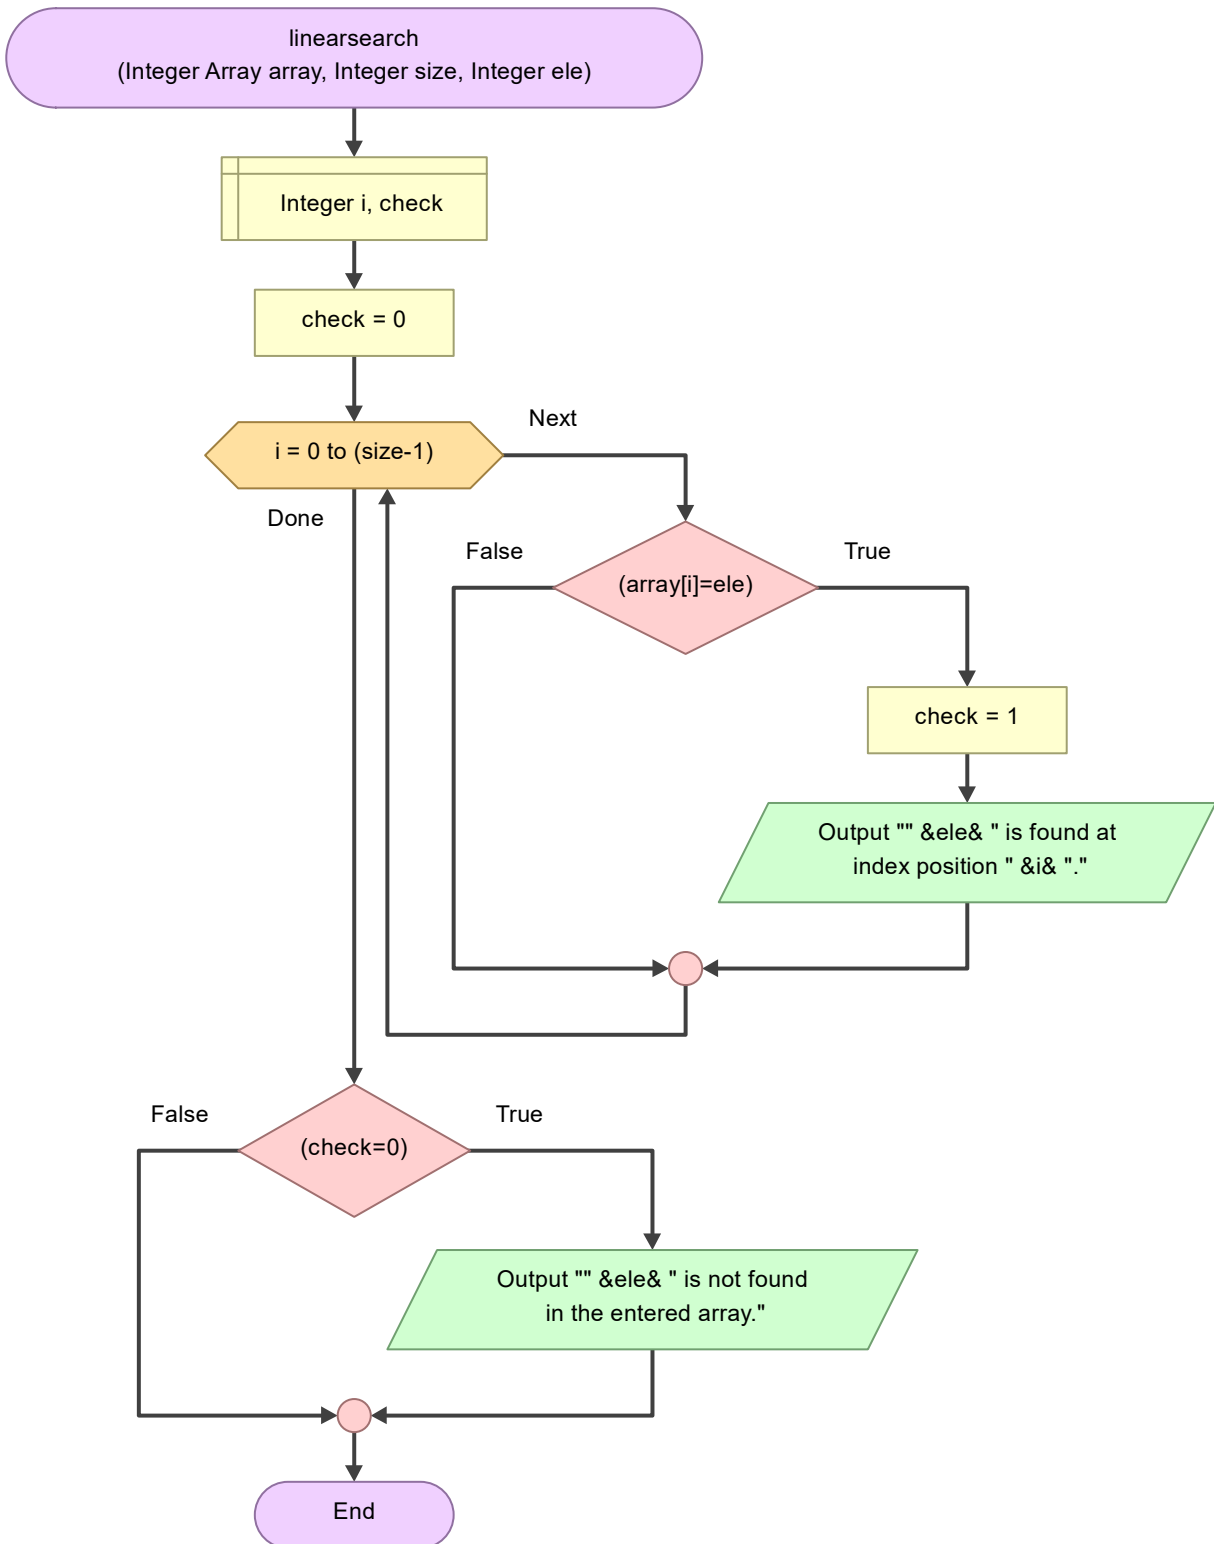 linearsearch
(Integer Array array, Integer size, Integer ele)
Integer i, check
check = 0
i = 0 to (size-1)
Next
Done
False
True
(array[i]=ele)
check = 1
Output "" &ele& " is found at
index position " &i& "."
False
True
(check=0)
Output "" &ele& " is not found
in the entered array."
End